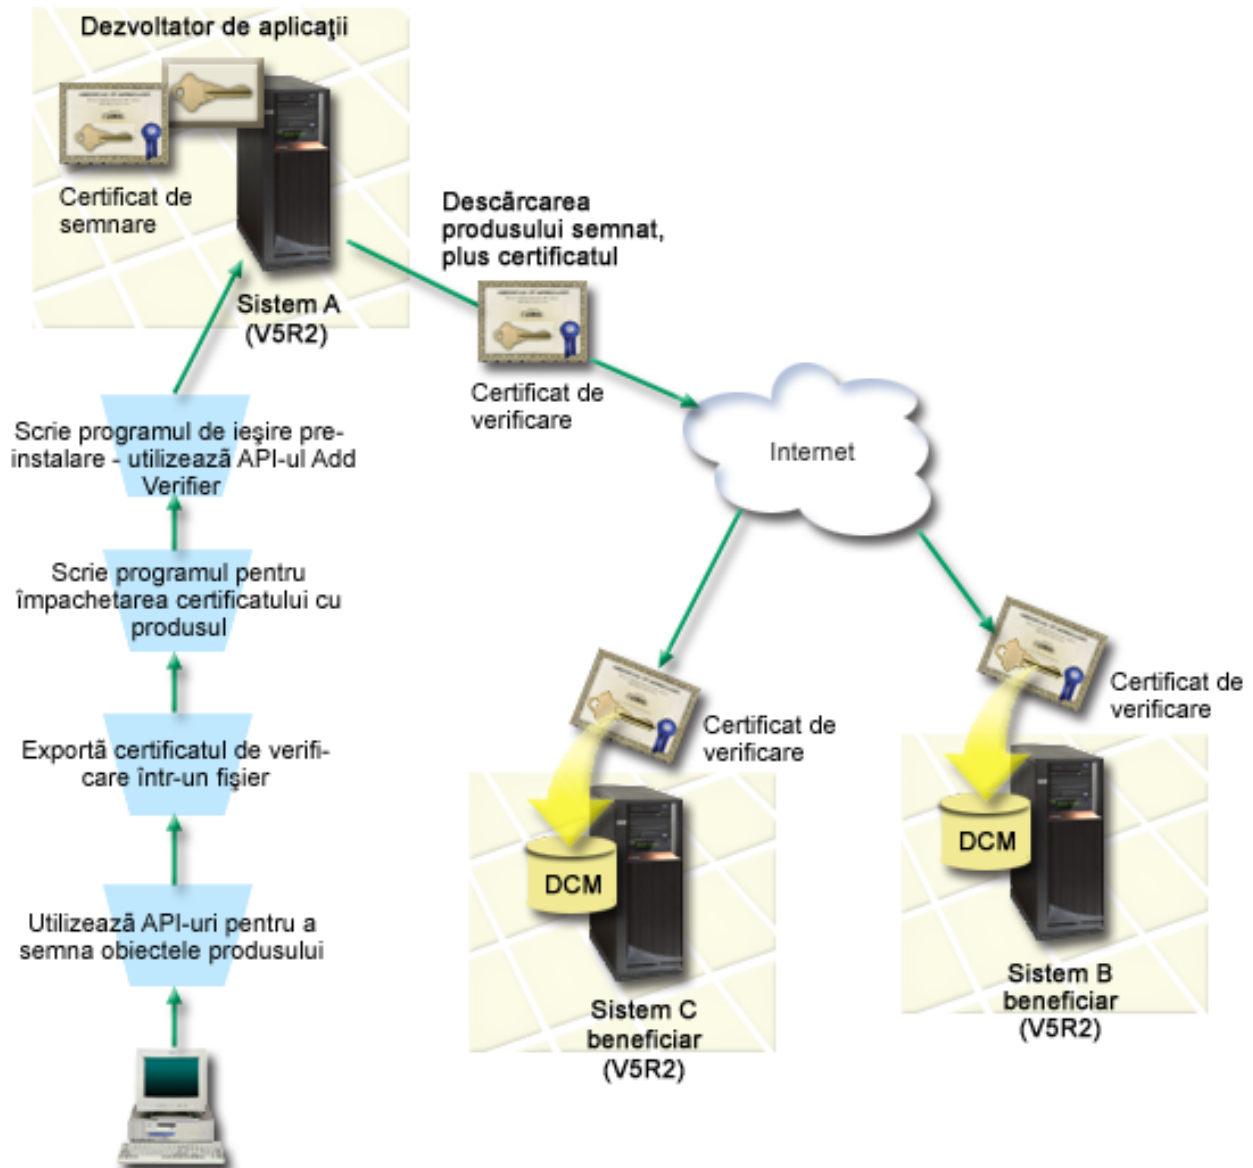 Dezvoltator de aplicaţii
Certificat de
semnare
Sistem A
(V5R2)
Descărcarea
produsului semnat,
plus certificatul
Certificat de
verificare
Internet
Scrie programul de ieşire pre-
instalare - utilizează API-ul Add
Verifier
Scrie programul pentru
împachetarea certificatului cu
produsul
Exportă certificatul de verifi-
care într-un fişier
Utilizează API-uri pentru a
semna obiectele produsului
Certificat de
verificare
DCM
Sistem C
beneficiar
(V5R2)
Certificat de
verificare
DCM
Sistem B
beneficiar
(V5R2)